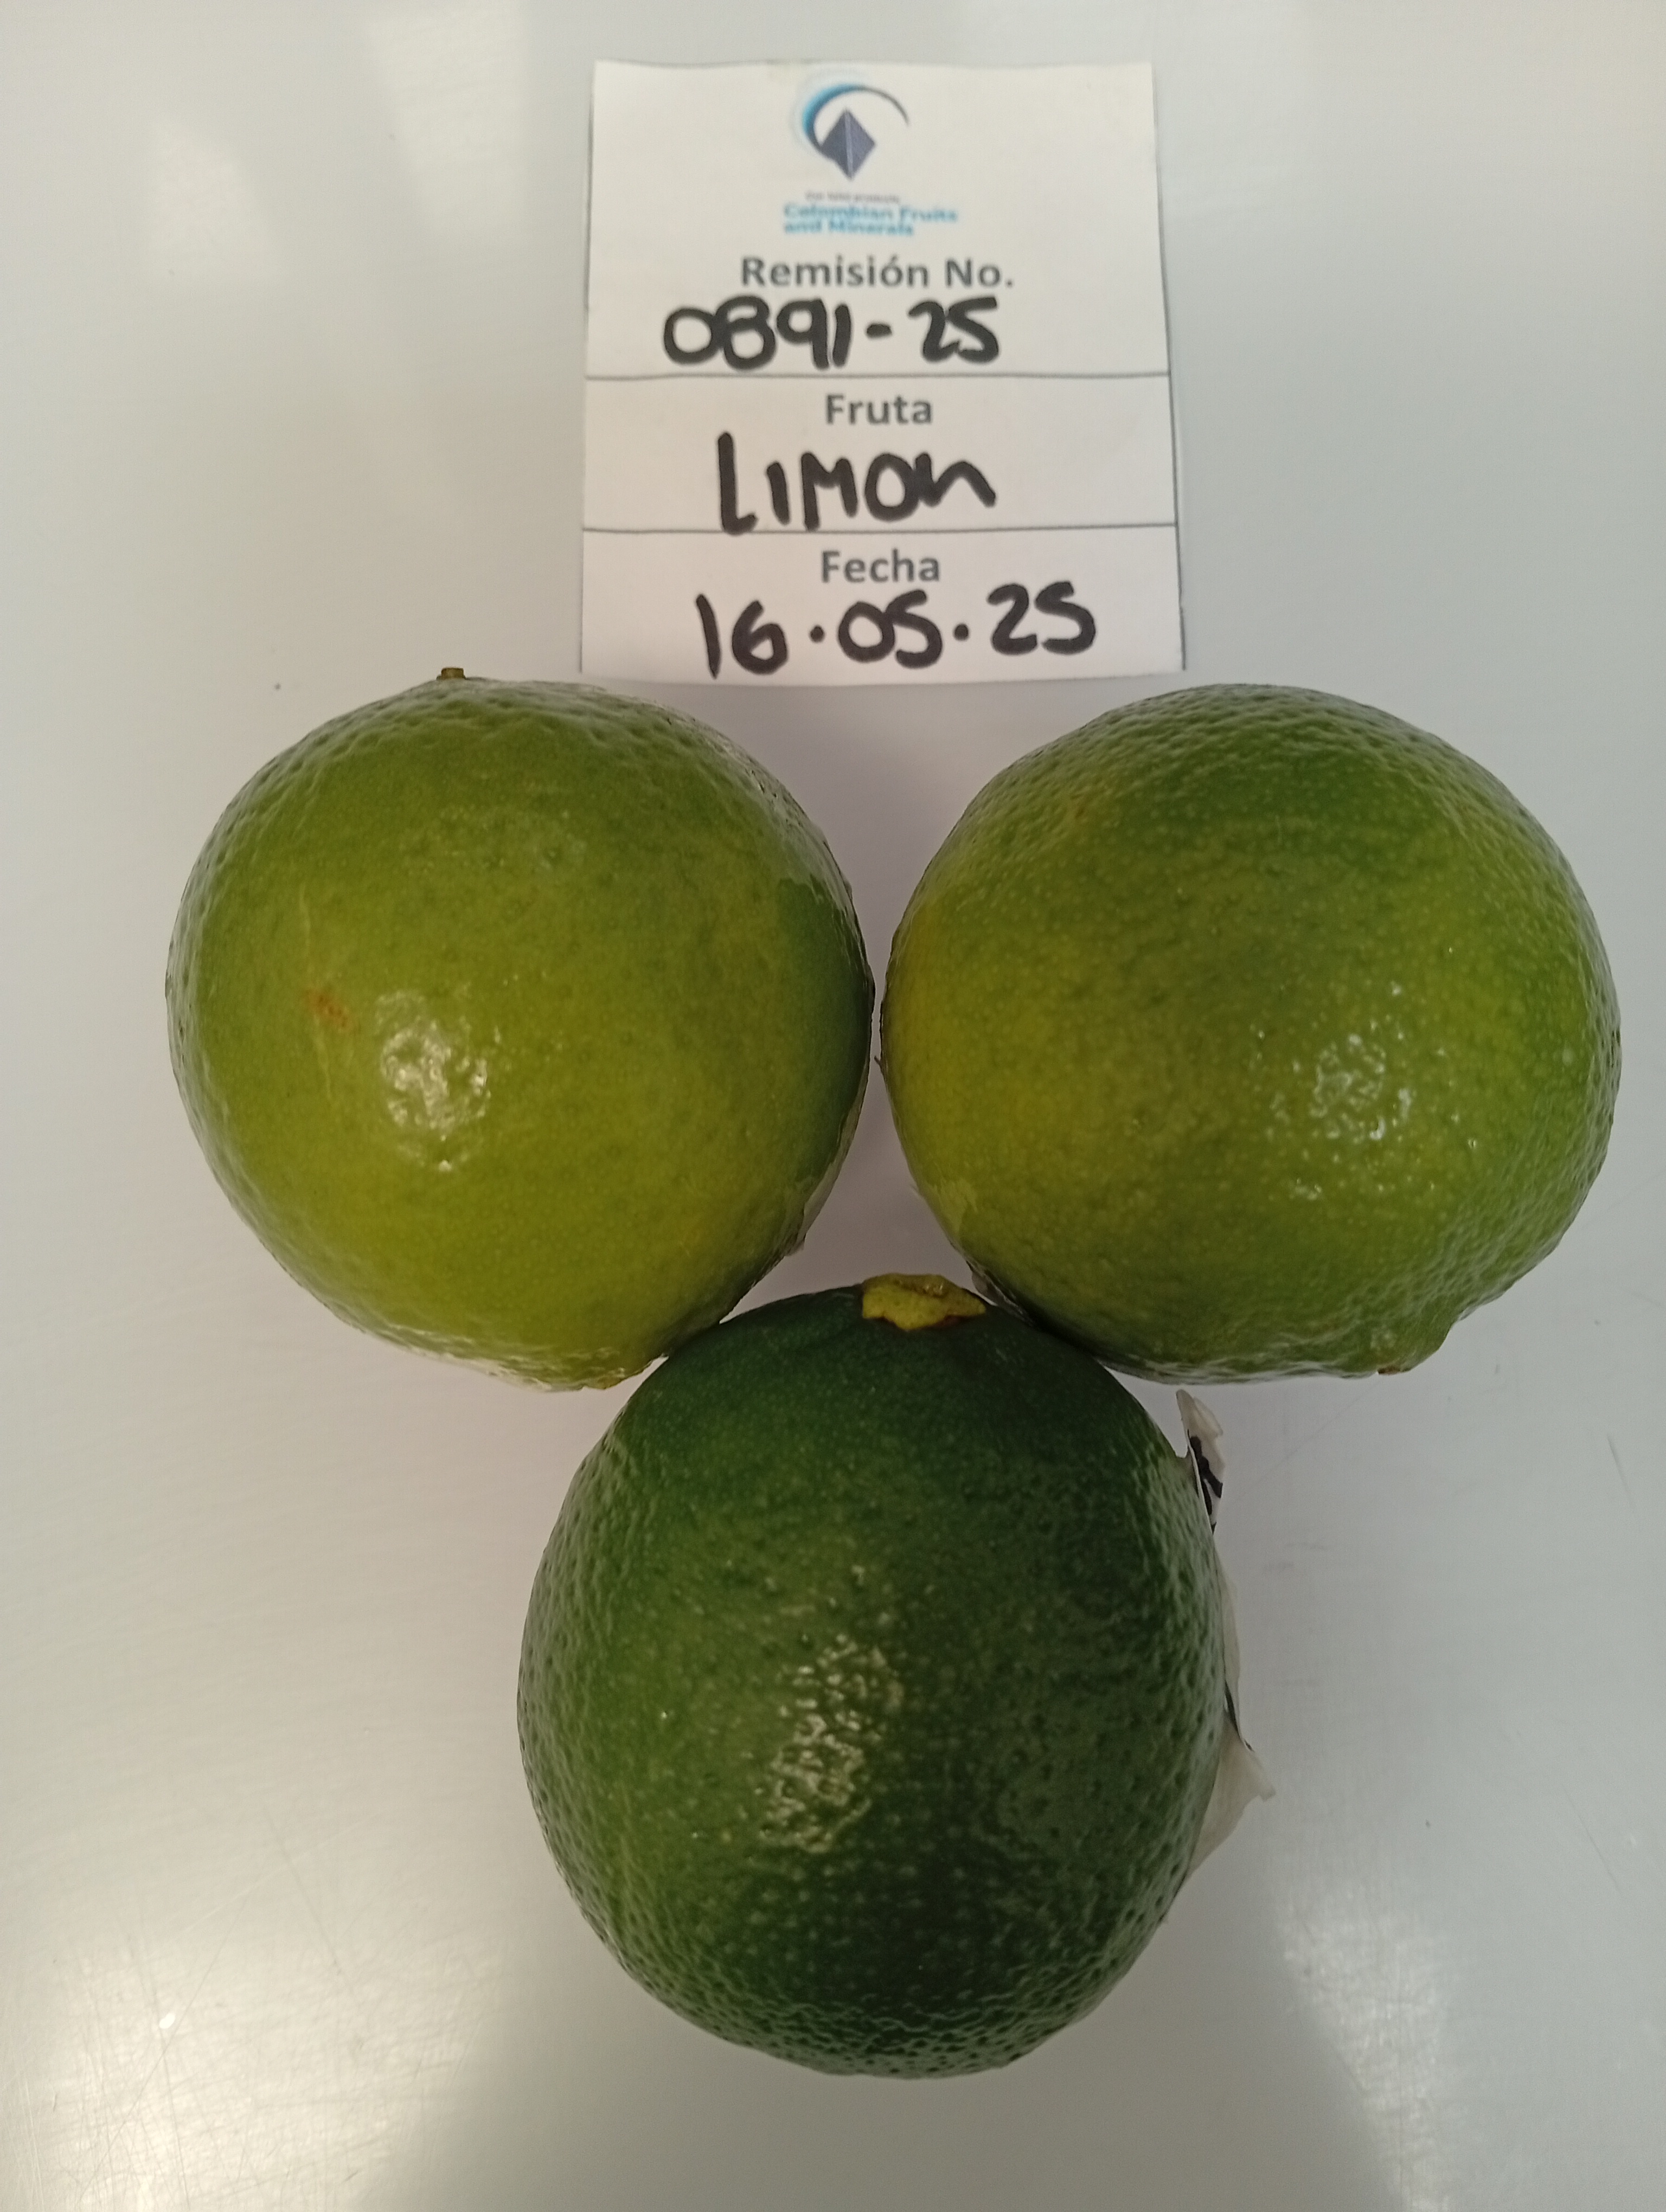 Colombian Fruits
and Minerals
Remisión No.
0891-25
Fruta
LIMON
Fecha
16.05.25